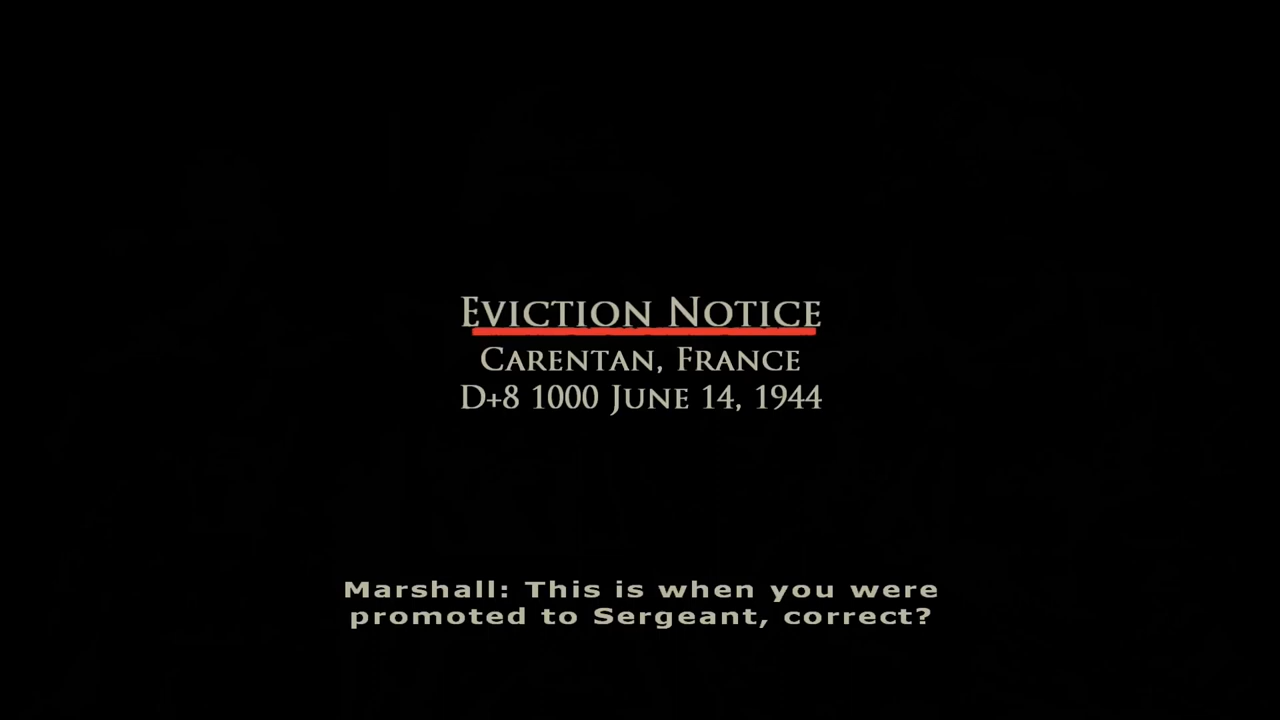 Eviction Notice
Carentan, France
D+8 1000 June 14, 1944
Marshall: This is when you were
promoted to Sergeant, correct?